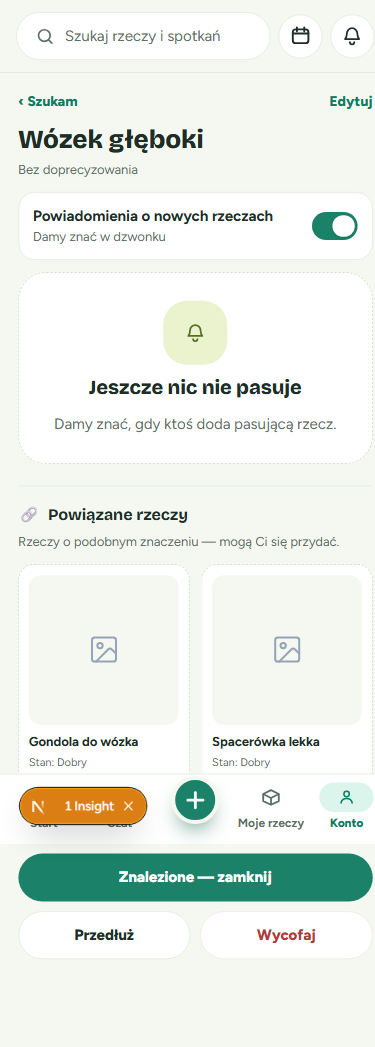 Szukaj rzeczy i spotkań
‹ Szukam
Edytuj
Wózek głęboki
Bez doprecyzowania
Powiadomienia o nowych rzeczach
Damy znać w dzwonku
Jeszcze nic nie pasuje
Damy znać, gdy ktoś doda pasującą rzecz.
Powiązane rzeczy
Rzeczy o podobnym znaczeniu — mogą Ci się przydać.
Gondola do wózka
Spacerówka lekka
Stan: Dobry
Stan: Dobry
N 1 Insight ×
Moje rzeczy
Konto
Znalezione — zamknij
Przedłuż
Wycofaj